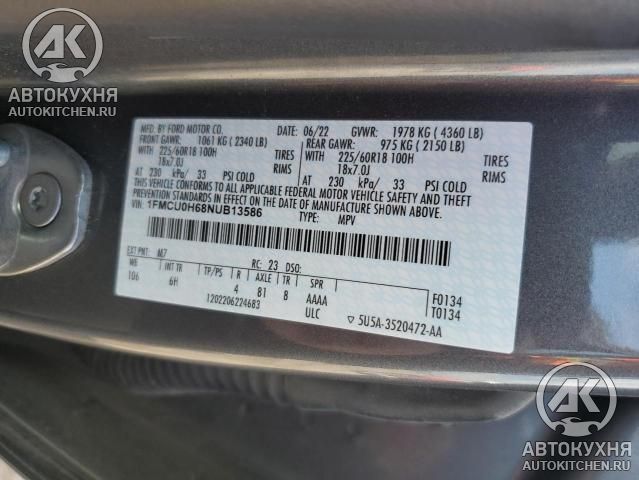 АК
АВТОКУХНЯ
AUTOKITCHEN.RU
MFD. BY FORD MOTOR CO. DATE: 06/22 GVWR: 1978 KG ( 4360 LB)
FRONT GAWR: 1061 KG ( 2340 LB) REAR GAWR: 975 KG ( 2150 LB)
WITH 225/60R18 100H TIRES WITH 225/60R18 100H TIRES
18x7.0J 18x7.0J
AT 230 kPa/ 33 PSI COLD AT 230 kPa/ 33 PSI COLD
THIS VEHICLE CONFORMS TO ALL APPLICABLE FEDERAL MOTOR VEHICLE SAFETY AND THEFT PREVENTION
STANDARDS IN EFFECT ON THE DATE OF MANUFACTURE SHOWN ABOVE.
VIN: 1FMCU0H68NUB13586 TYPE: MPV
EXT PNT: M7 RC: 23 DSO:
WB INT TR TP/PS R AXLE TR SPR
106 6H 4 81 8 AAAA
1202206224683 ULC
F0134
T0134
▽ 5U5A-3520472-AA
АК
АВТОКУХНЯ
AUTOKITCHEN.RU